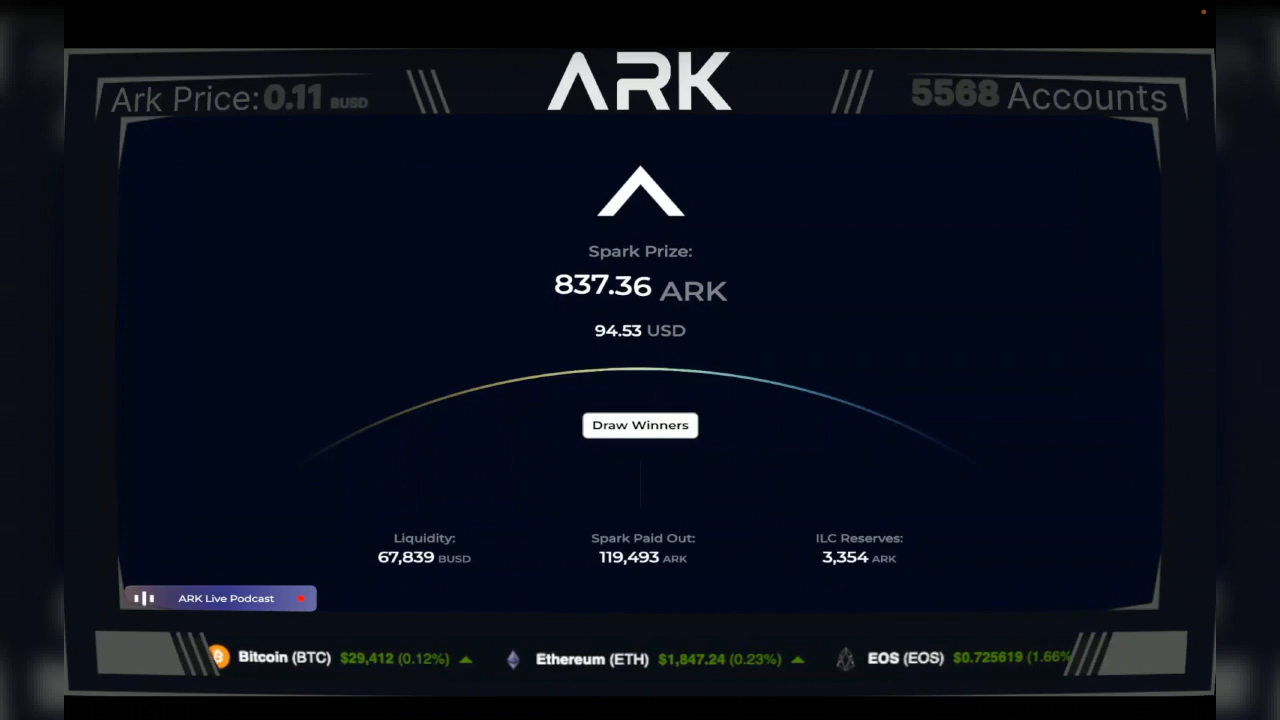 ARK
Ark Price: 0.11 BUSD
5568 Accounts
Spark Prize:
837.36 ARK
94.53 USD
Draw Winners
Liquidity:
67,839 BUSD
Spark Paid Out:
119,493 ARK
ILC Reserves:
3,354 ARK
ARK Live Podcast
Bitcoin (BTC) $29,412 (0.12%) Ethereum (ETH) $1,847.24 (0.23%) EOS (EOS) $0.725619 (1.66%